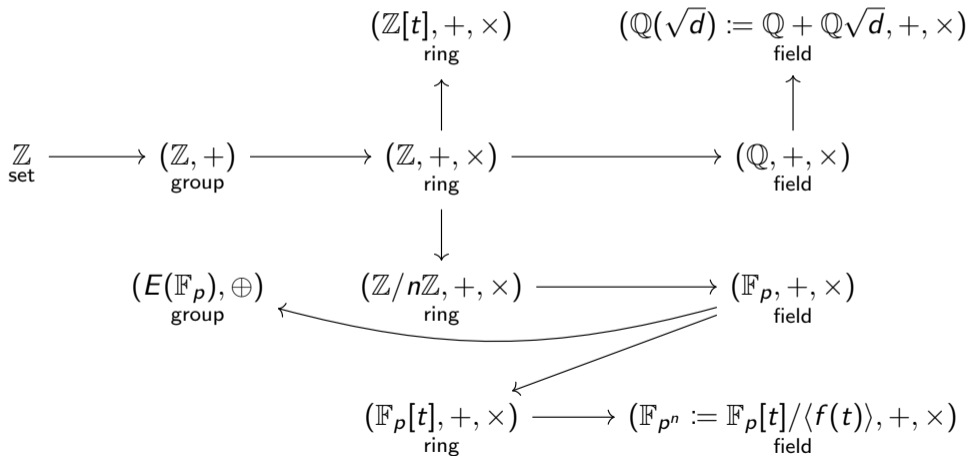 (ℤ[t], +, ×) (ℚ(√d) := ℚ + ℚ√d, +, ×)
ring field
ℤ (ℤ, +) (ℤ, +, ×) (ℚ, +, ×)
set group ring field
(E(𝔽ₚ), ⊕) (ℤ/nℤ, +, ×) (𝔽ₚ, +, ×)
group ring field
(𝔽ₚ[t], +, ×) (𝔽ₚₙ := 𝔽ₚ[t]/⟨f(t)⟩, +, ×)
ring field